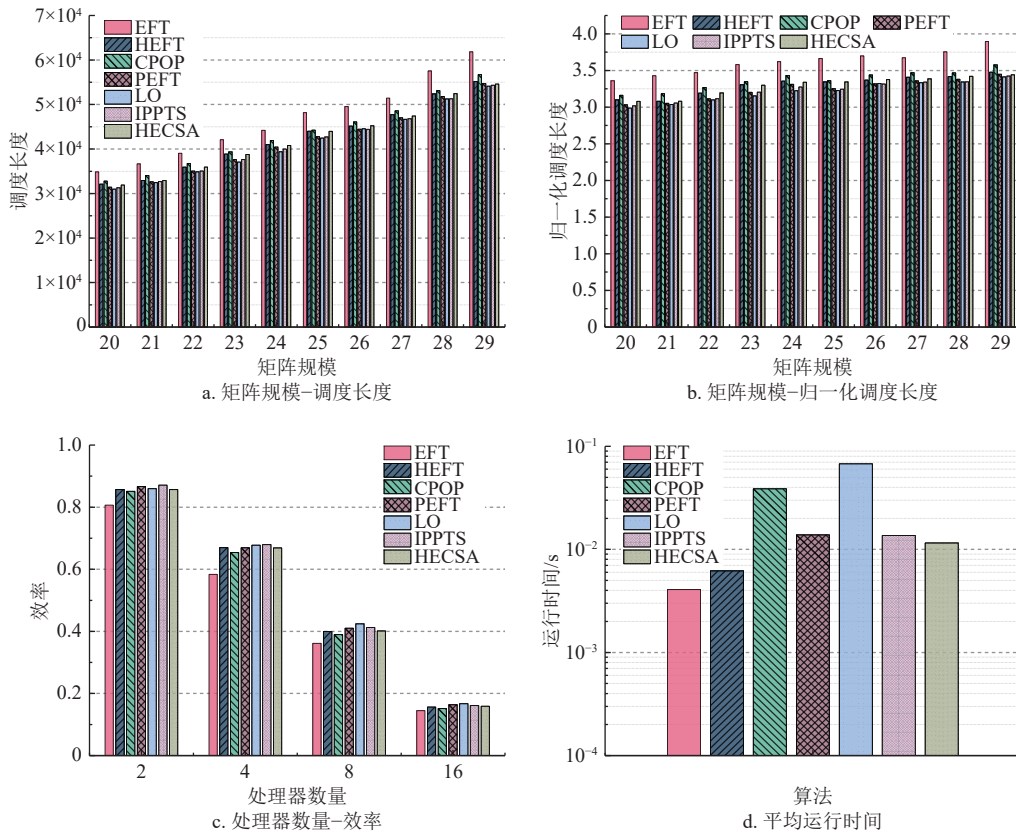 7×10⁴
6×10⁴
5×10⁴
4×10⁴
3×10⁴
2×10⁴
1×10⁴
0
调度长度
EFT
HEFT
CPOP
PEFT
LO
IPPTS
HECSA
20 21 22 23 24 25 26 27 28 29
矩阵规模
a. 矩阵规模−调度长度
4.0
3.5
3.0
2.5
2.0
1.5
1.0
0.5
0
归一化调度长度
EFT HEFT CPOP PEFT
LO IPPTS HECSA
20 21 22 23 24 25 26 27 28 29
矩阵规模
b. 矩阵规模−归一化调度长度
1.0
0.8
0.6
0.4
0.2
0
效率
EFT
HEFT
CPOP
PEFT
LO
IPPTS
HECSA
2 4 8 16
处理器数量
c. 处理器数量−效率
10⁻¹
10⁻²
10⁻³
10⁻⁴
运行时间/s
EFT
HEFT
CPOP
PEFT
LO
IPPTS
HECSA
算法
d. 平均运行时间